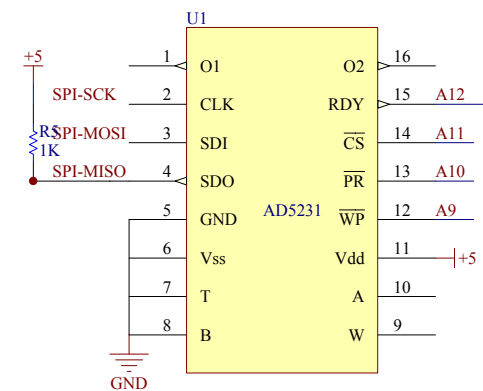 U1
+5
1 O1 O2 16
SPI-SCK 2 CLK RDY 15 A12
R5 SPI-MOSI 3 SDI CS 14 A11
1K
SPI-MISO 4 SDO PR 13 A10
5 GND AD5231 WP 12 A9
6 Vss Vdd 11 +5
7 T A 10
8 B W 9
GND